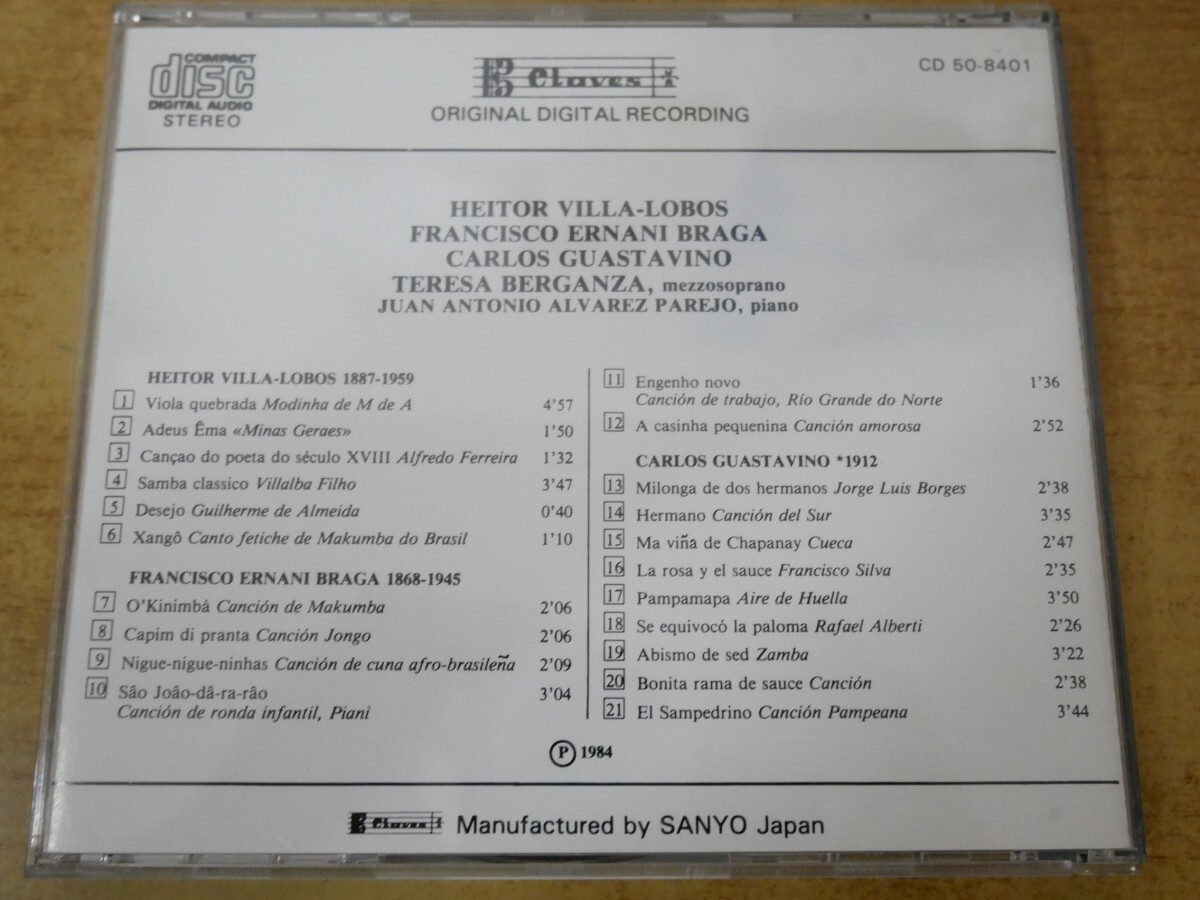 COMPACT
disc
DIGITAL AUDIO
STEREO
Claves
ORIGINAL DIGITAL RECORDING
CD 50-8401
HEITOR VILLA-LOBOS
FRANCISCO ERNANI BRAGA
CARLOS GUASTAVINO
TERESA BERGANZA, mezzosoprano
JUAN ANTONIO ALVAREZ PAREJO, piano
HEITOR VILLA-LOBOS 1887-1959
1 Viola quebrada Modinha de M de A 4'57
2 Adeus Êma «Minas Geraes» 1'50
3 Cançao do poeta do século XVIII Alfredo Ferreira 1'32
4 Samba classico Villalba Filho 3'47
5 Desejo Guilherme de Almeida 0'40
6 Xangô Canto fetiche de Makumba do Brasil 1'10
FRANCISCO ERNANI BRAGA 1868-1945
7 O'Kinimbá Canción de Makumba 2'06
8 Capim di pranta Canción Jongo 2'06
9 Nigue-nigue-ninhas Canción de cuna afro-brasileña 2'09
10 Sâo Joâo-dâ-ra-râo 3'04
Canción de ronda infantil, Piani
11 Engenho novo 1'36
Canción de trabajo, Río Grande do Norte
12 A casinha pequenina Canción amorosa 2'52
CARLOS GUASTAVINO *1912
13 Milonga de dos hermanos Jorge Luis Borges 2'38
14 Hermano Canción del Sur 3'35
15 Ma viña de Chapanay Cueca 2'47
16 La rosa y el sauce Francisco Silva 2'35
17 Pampamapa Aire de Huella 3'50
18 Se equivocó la paloma Rafael Alberti 2'26
19 Abismo de sed Zamba 3'22
20 Bonita rama de sauce Canción 2'38
21 El Sampedrino Canción Pampeana 3'44
Ⓟ 1984
Claves Manufactured by SANYO Japan